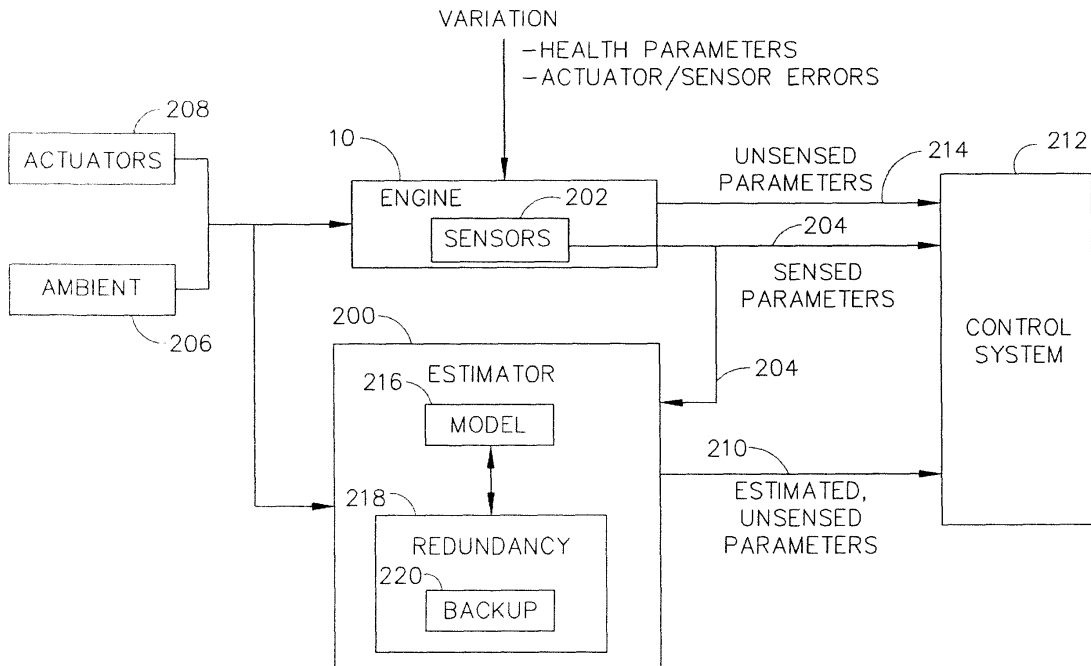 VARIATION
-HEALTH PARAMETERS
-ACTUATOR/SENSOR ERRORS
208
ACTUATORS
10
ENGINE
202
SENSORS
UNSENSED
PARAMETERS
214
212
204
SENSED
PARAMETERS
AMBIENT
206
200
ESTIMATOR
216
MODEL
204
CONTROL
SYSTEM
218
REDUNDANCY
220
BACKUP
210
ESTIMATED,
UNSENSED
PARAMETERS